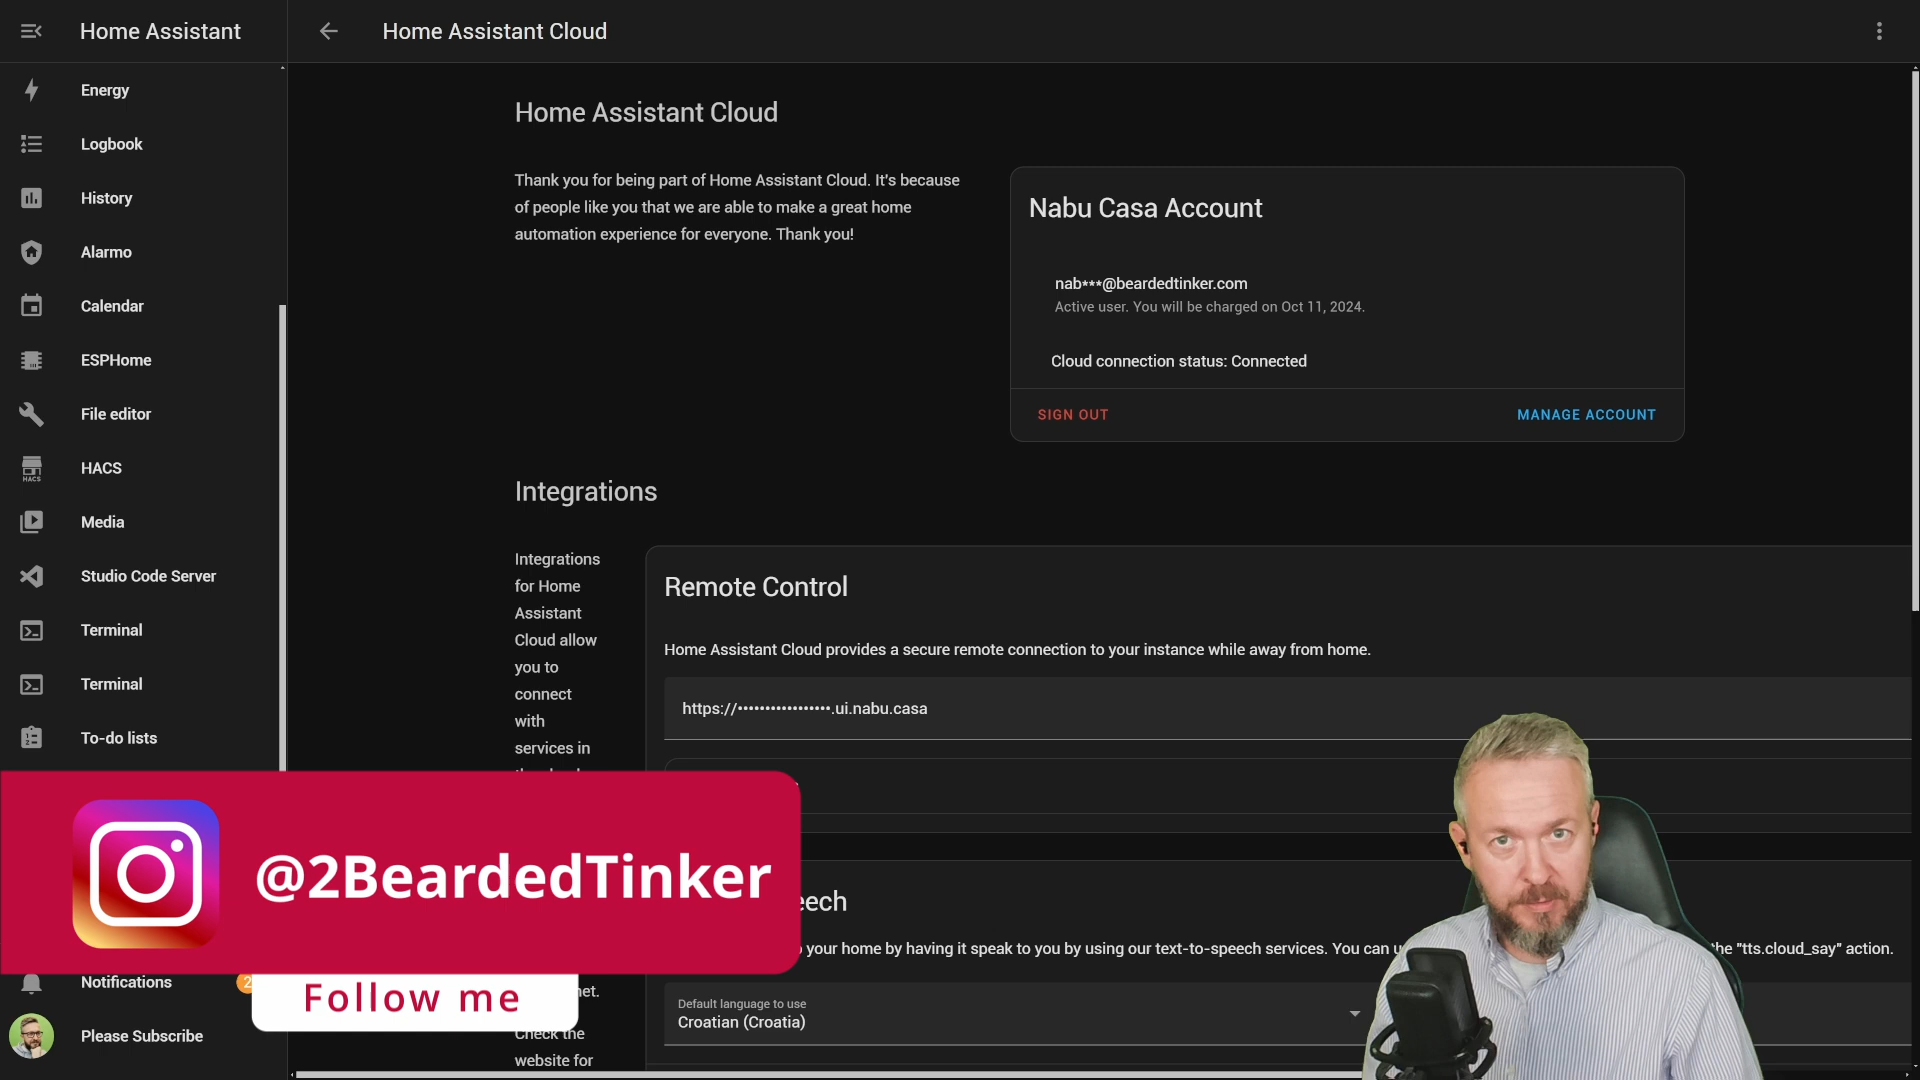 Home Assistant
Home Assistant Cloud
Energy
Logbook
History
Alarmo
Calendar
ESPHome
File editor
HACS
HACS
Media
Studio Code Server
Terminal
Terminal
To-do lists
Notifications
2
Please Subscribe
Home Assistant Cloud
Thank you for being part of Home Assistant Cloud. It's because
of people like you that we are able to make a great home
automation experience for everyone. Thank you!
Nabu Casa Account
nab***@beardedtinker.com
Active user. You will be charged on Oct 11, 2024.
Cloud connection status: Connected
SIGN OUT
MANAGE ACCOUNT
Integrations
Integrations
for Home
Assistant
Cloud allow
you to
connect
with
services in
Check the
website for
Remote Control
Home Assistant Cloud provides a secure remote connection to your instance while away from home.
https://•••••••••••••••••.ui.nabu.casa
eech
your home by having it speak to you by using our text-to-speech services. You can the "tts.cloud_say" action.
Default language to use
Croatian (Croatia)
@2BeardedTinker
Follow me